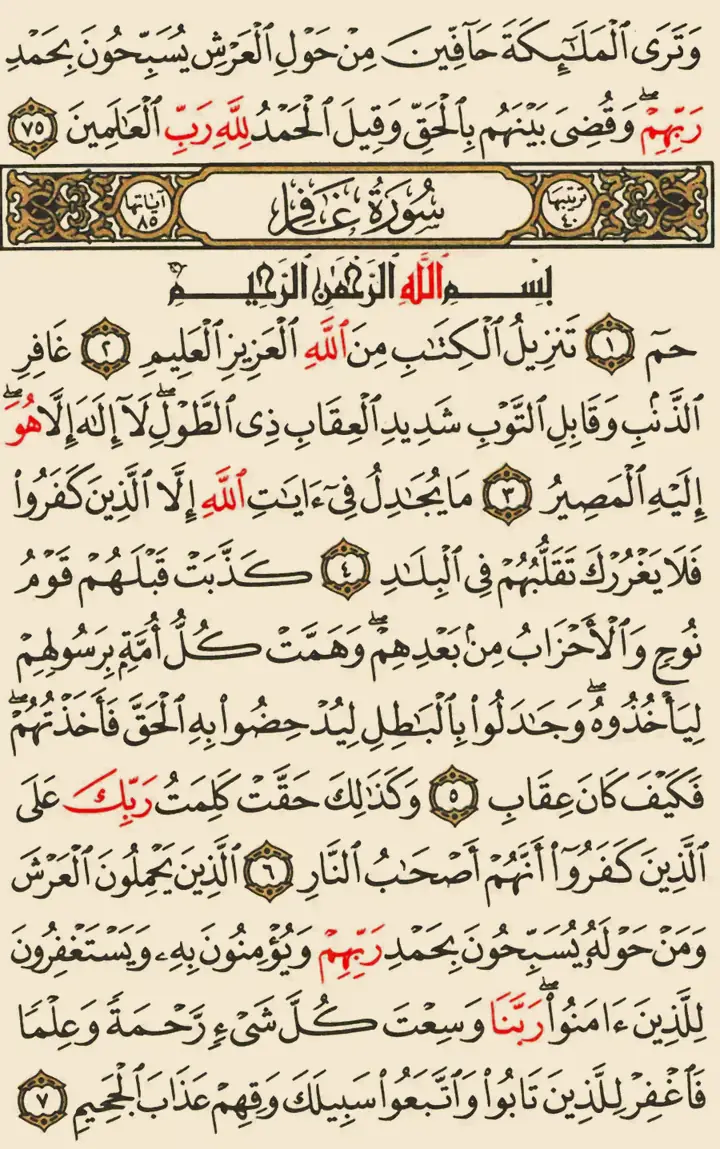 وَتَرَى ٱلْمَلَٰٓئِكَةَ حَآفِّينَ مِنْ حَوْلِ ٱلْعَرْشِ يُسَبِّحُونَ بِحَمْدِ
رَبِّهِمْۖ وَقُضِىَ بَيْنَهُم بِٱلْحَقِّ وَقِيلَ ٱلْحَمْدُ لِلَّهِ رَبِّ ٱلْعَٰلَمِينَ ٧٥
ترتيبها ٤٠ سُورَةُ غَافِرٍ آياتها ٨٥
بِسْمِ ٱللَّهِ ٱلرَّحْمَٰنِ ٱلرَّحِيمِ
حمٓ ١ تَنزِيلُ ٱلْكِتَٰبِ مِنَ ٱللَّهِ ٱلْعَزِيزِ ٱلْعَلِيمِ ٢ غَافِرِ
ٱلذَّنۢبِ وَقَابِلِ ٱلتَّوْبِ شَدِيدِ ٱلْعِقَابِ ذِى ٱلطَّوْلِۖ لَآ إِلَٰهَ إِلَّا هُوَۖ
إِلَيْهِ ٱلْمَصِيرُ ٣ مَا يُجَٰدِلُ فِىٓ ءَايَٰتِ ٱللَّهِ إِلَّا ٱلَّذِينَ كَفَرُوا۟
فَلَا يَغْرُرْكَ تَقَلُّبُهُمْ فِى ٱلْبِلَٰدِ ٤ كَذَّبَتْ قَبْلَهُمْ قَوْمُ
نُوحٍ وَٱلْأَحْزَابُ مِنۢ بَعْدِهِمْۖ وَهَمَّتْ كُلُّ أُمَّةٍۭ بِرَسُولِهِمْ
لِيَأْخُذُوهُۖ وَجَٰدَلُوا۟ بِٱلْبَٰطِلِ لِيُدْحِضُوا۟ بِهِ ٱلْحَقَّ فَأَخَذْتُهُمْۖ
فَكَيْفَ كَانَ عِقَابِ ٥ وَكَذَٰلِكَ حَقَّتْ كَلِمَتُ رَبِّكَ عَلَى
ٱلَّذِينَ كَفَرُوٓا۟ أَنَّهُمْ أَصْحَٰبُ ٱلنَّارِ ٦ ٱلَّذِينَ يَحْمِلُونَ ٱلْعَرْشَ
وَمَنْ حَوْلَهُۥ يُسَبِّحُونَ بِحَمْدِ رَبِّهِمْ وَيُؤْمِنُونَ بِهِۦ وَيَسْتَغْفِرُونَ
لِلَّذِينَ ءَامَنُوا۟ۖ رَبَّنَا وَسِعْتَ كُلَّ شَىْءٍ رَّحْمَةً وَعِلْمًا
فَٱغْفِرْ لِلَّذِينَ تَابُوا۟ وَٱتَّبَعُوا۟ سَبِيلَكَ وَقِهِمْ عَذَابَ ٱلْجَحِيمِ ٧